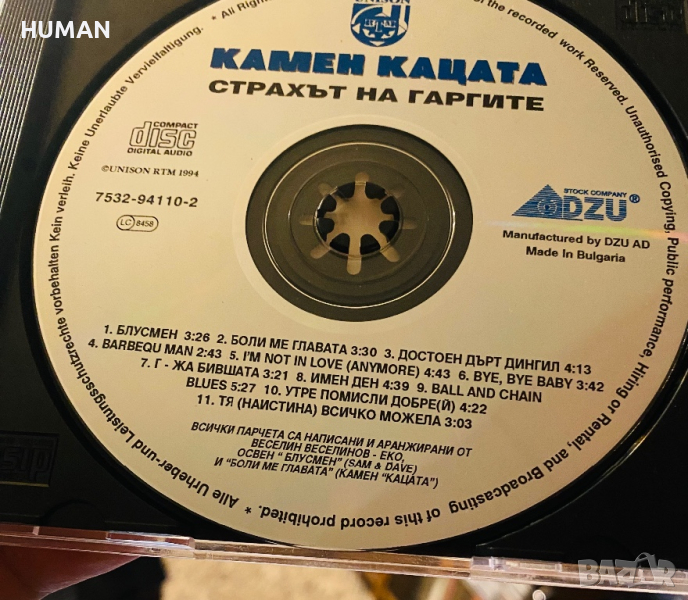 HUMAN
UNISON
RTM
КАМЕН КАЦАТА
СТРАХЪТ НА ГАРГИТЕ
COMPACT
disc
DIGITAL AUDIO
©UNISON RTM 1994
7532-94110-2
LC 8458
STOCK COMPANY
DZU®
Manufactured by DZU AD
Made In Bulgaria
1. БЛУСМЕН 3:26 2. БОЛИ МЕ ГЛАВАТА 3:30 3. ДОСТОЕН ДЪРТ ДИНГИЛ 4:13
4. BARBEQU MAN 2:43 5. I'M NOT IN LOVE (ANYMORE) 4:43 6. BYE, BYE BABY 3:42
7. Г - ЖА БИВШАТА 3:21 8. ИМЕН ДЕН 4:39 9. BALL AND CHAIN
BLUES 5:27 10. УТРЕ ПОМИСЛИ ДОБРЕ(Й) 4:22
11. ТЯ (НАИСТИНА) ВСИЧКО МОЖЕЛА 3:03
ВСИЧКИ ПАРЧЕТА СА НАПИСАНИ И АРАНЖИРАНИ ОТ
ВЕСЕЛИН ВЕСЕЛИНОВ - ЕКО,
ОСВЕН " БЛУСМЕН" (SAM & DAVE)
И "БОЛИ МЕ ГЛАВАТА" (КАМЕН "КАЦАТА")
* All Rights of the recorded work Reserved. Unauthorised Copying, Public performance, Hiring or Rental, and Broadcasting of this record prohibited.
* Alle Urheber-und Leistungsschutzrechte vorbehalten Kein verleih. Keine Unerlaubte Vervielfaltigung.
BAZAR